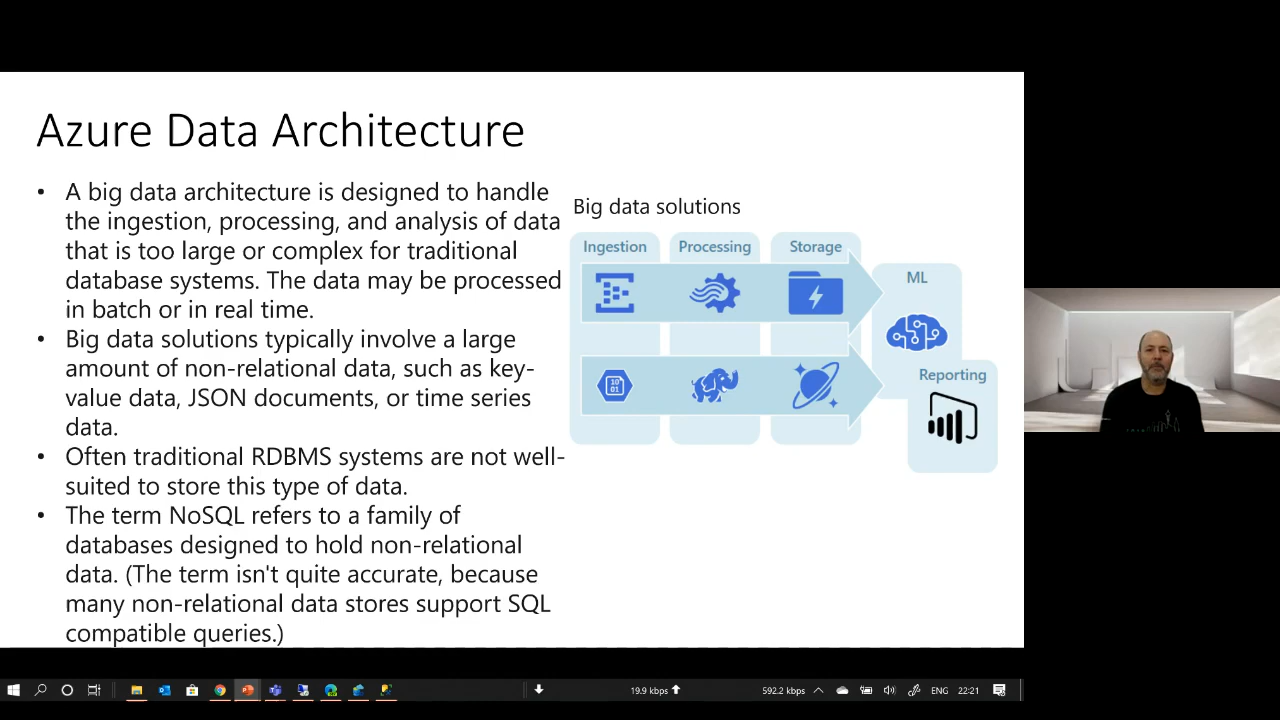 Azure Data Architecture
• A big data architecture is designed to handle
the ingestion, processing, and analysis of data
that is too large or complex for traditional
database systems. The data may be processed
in batch or in real time.
• Big data solutions typically involve a large
amount of non-relational data, such as key-
value data, JSON documents, or time series
data.
• Often traditional RDBMS systems are not well-
suited to store this type of data.
• The term NoSQL refers to a family of
databases designed to hold non-relational
data. (The term isn't quite accurate, because
many non-relational data stores support SQL
compatible queries.)
Big data solutions
Ingestion
Processing
Storage
ML
10
01
Reporting
19.9 kbps
592.2 kbps
ENG
22:21